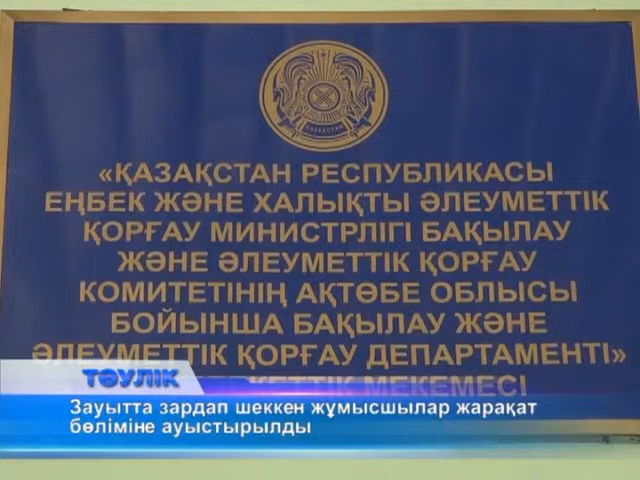 ҚАЗАҚСТАН
«ҚАЗАҚСТАН РЕСПУБЛИКАСЫ
ЕҢБЕК ЖӘНЕ ХАЛЫҚТЫ ӘЛЕУМЕТТІК
ҚОРҒАУ МИНИСТРЛІГІ БАҚЫЛАУ
ЖӘНЕ ӘЛЕУМЕТТІК ҚОРҒАУ
КОМИТЕТІНІҢ АҚТӨБЕ ОБЛЫСЫ
БОЙЫНША БАҚЫЛАУ ЖӘНЕ
ӘЛЕУМЕТТІК ҚОРҒАУ ДЕПАРТАМЕНТІ»
МЕКЕМЕСІ
ТӘУЛІК
Зауытта зардап шеккен жұмысшылар жарақат
бөліміне ауыстырылды